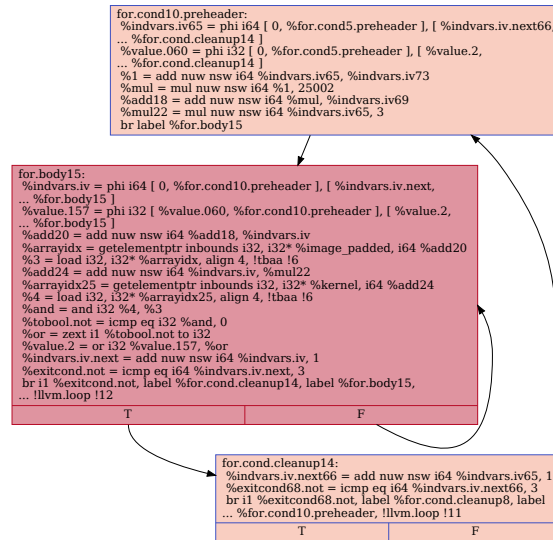 for.cond10.preheader:
%indvars.iv65 = phi i64 [ 0, %for.cond5.preheader ], [ %indvars.iv.next66,
... %for.cond.cleanup14 ]
%value.060 = phi i32 [ 0, %for.cond5.preheader ], [ %value.2,
... %for.cond.cleanup14 ]
%1 = add nuw nsw i64 %indvars.iv65, %indvars.iv73
%mul = mul nuw nsw i64 %1, 25002
%add18 = add nuw nsw i64 %mul, %indvars.iv69
%mul22 = mul nuw nsw i64 %indvars.iv65, 3
br label %for.body15
for.body15:
%indvars.iv = phi i64 [ 0, %for.cond10.preheader ], [ %indvars.iv.next,
... %for.body15 ]
%value.157 = phi i32 [ %value.060, %for.cond10.preheader ], [ %value.2,
... %for.body15 ]
%add20 = add nuw nsw i64 %add18, %indvars.iv
%arrayidx = getelementptr inbounds i32, i32* %image_padded, i64 %add20
%3 = load i32, i32* %arrayidx, align 4, !tbaa !6
%add24 = add nuw nsw i64 %indvars.iv, %mul22
%arrayidx25 = getelementptr inbounds i32, i32* %kernel, i64 %add24
%4 = load i32, i32* %arrayidx25, align 4, !tbaa !6
%and = and i32 %4, %3
%tobool.not = icmp eq i32 %and, 0
%or = zext i1 %tobool.not to i32
%value.2 = or i32 %value.157, %or
%indvars.iv.next = add nuw nsw i64 %indvars.iv, 1
%exitcond.not = icmp eq i64 %indvars.iv.next, 3
br i1 %exitcond.not, label %for.cond.cleanup14, label %for.body15,
... !llvm.loop !12
T F
for.cond.cleanup14:
%indvars.iv.next66 = add nuw nsw i64 %indvars.iv65, 1
%exitcond68.not = icmp eq i64 %indvars.iv.next66, 3
br i1 %exitcond68.not, label %for.cond.cleanup8, label
... %for.cond10.preheader, !llvm.loop !11
T F